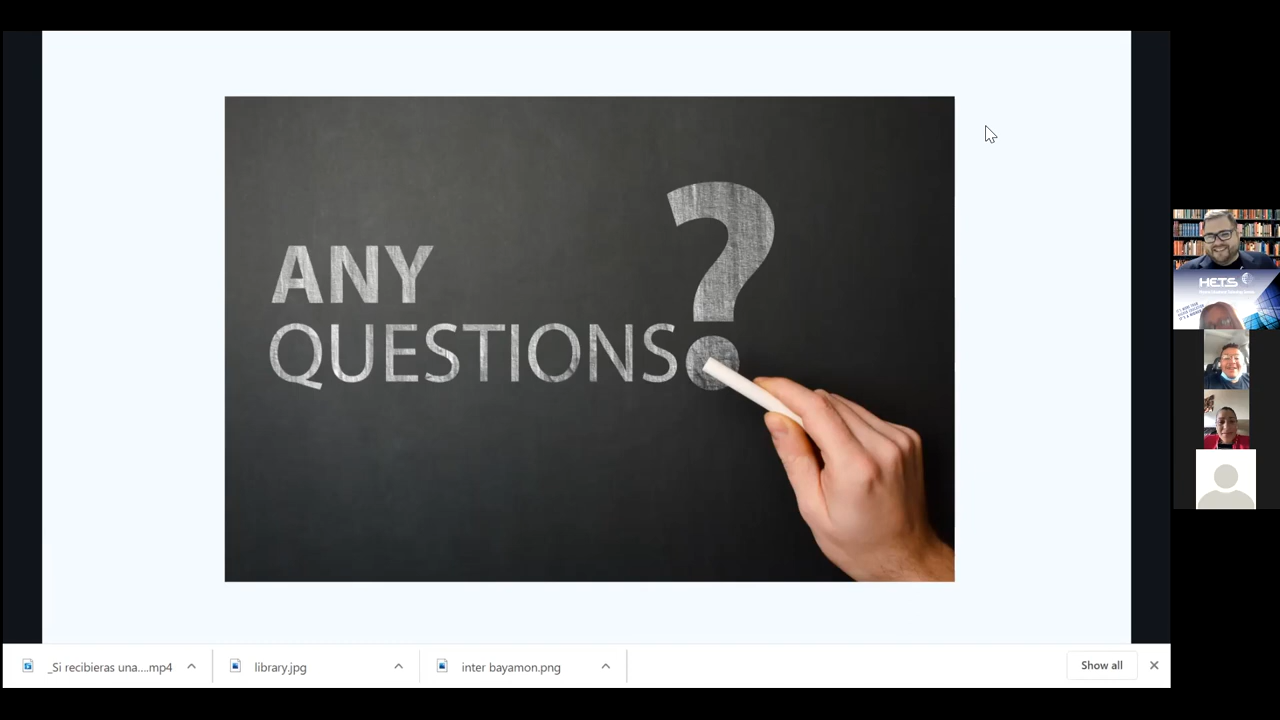 ANY
QUESTIONS?
HETS
_Si recibieras una....mp4
library.jpg
inter bayamon.png
Show all